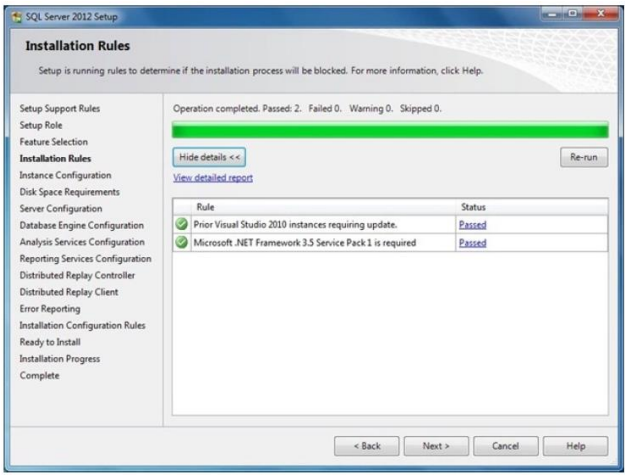 SQL Server 2012 Setup
Installation Rules
Setup is running rules to determine if the installation process will be blocked. For more information, click Help.
Setup Support Rules
Setup Role
Feature Selection
Installation Rules
Instance Configuration
Disk Space Requirements
Server Configuration
Database Engine Configuration
Analysis Services Configuration
Reporting Services Configuration
Distributed Replay Controller
Distributed Replay Client
Error Reporting
Installation Configuration Rules
Ready to Install
Installation Progress
Complete
Operation completed. Passed: 2. Failed 0. Warning 0. Skipped 0.
Hide details << Re-run
View detailed report
Rule Status
Prior Visual Studio 2010 instances requiring update. Passed
Microsoft .NET Framework 3.5 Service Pack 1 is required Passed
< Back Next > Cancel Help